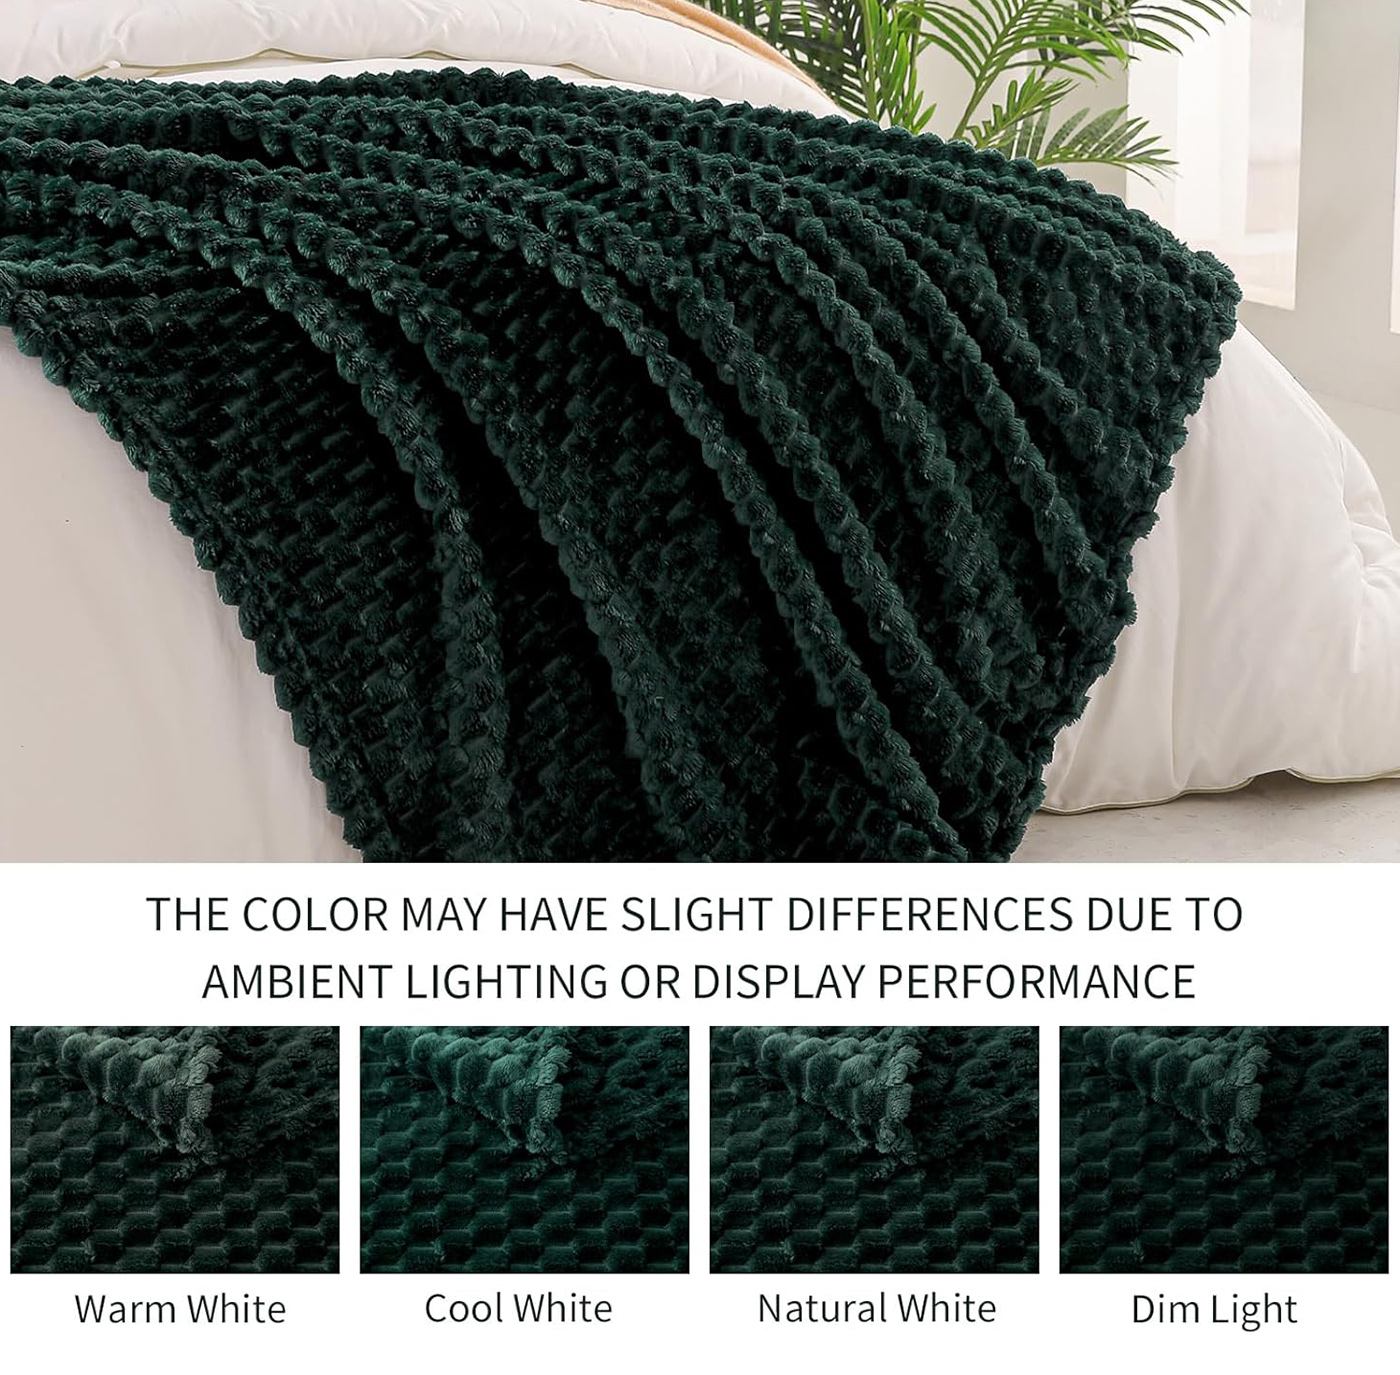 THE COLOR MAY HAVE SLIGHT DIFFERENCES DUE TO
AMBIENT LIGHTING OR DISPLAY PERFORMANCE
Warm White
Cool White
Natural White
Dim Light